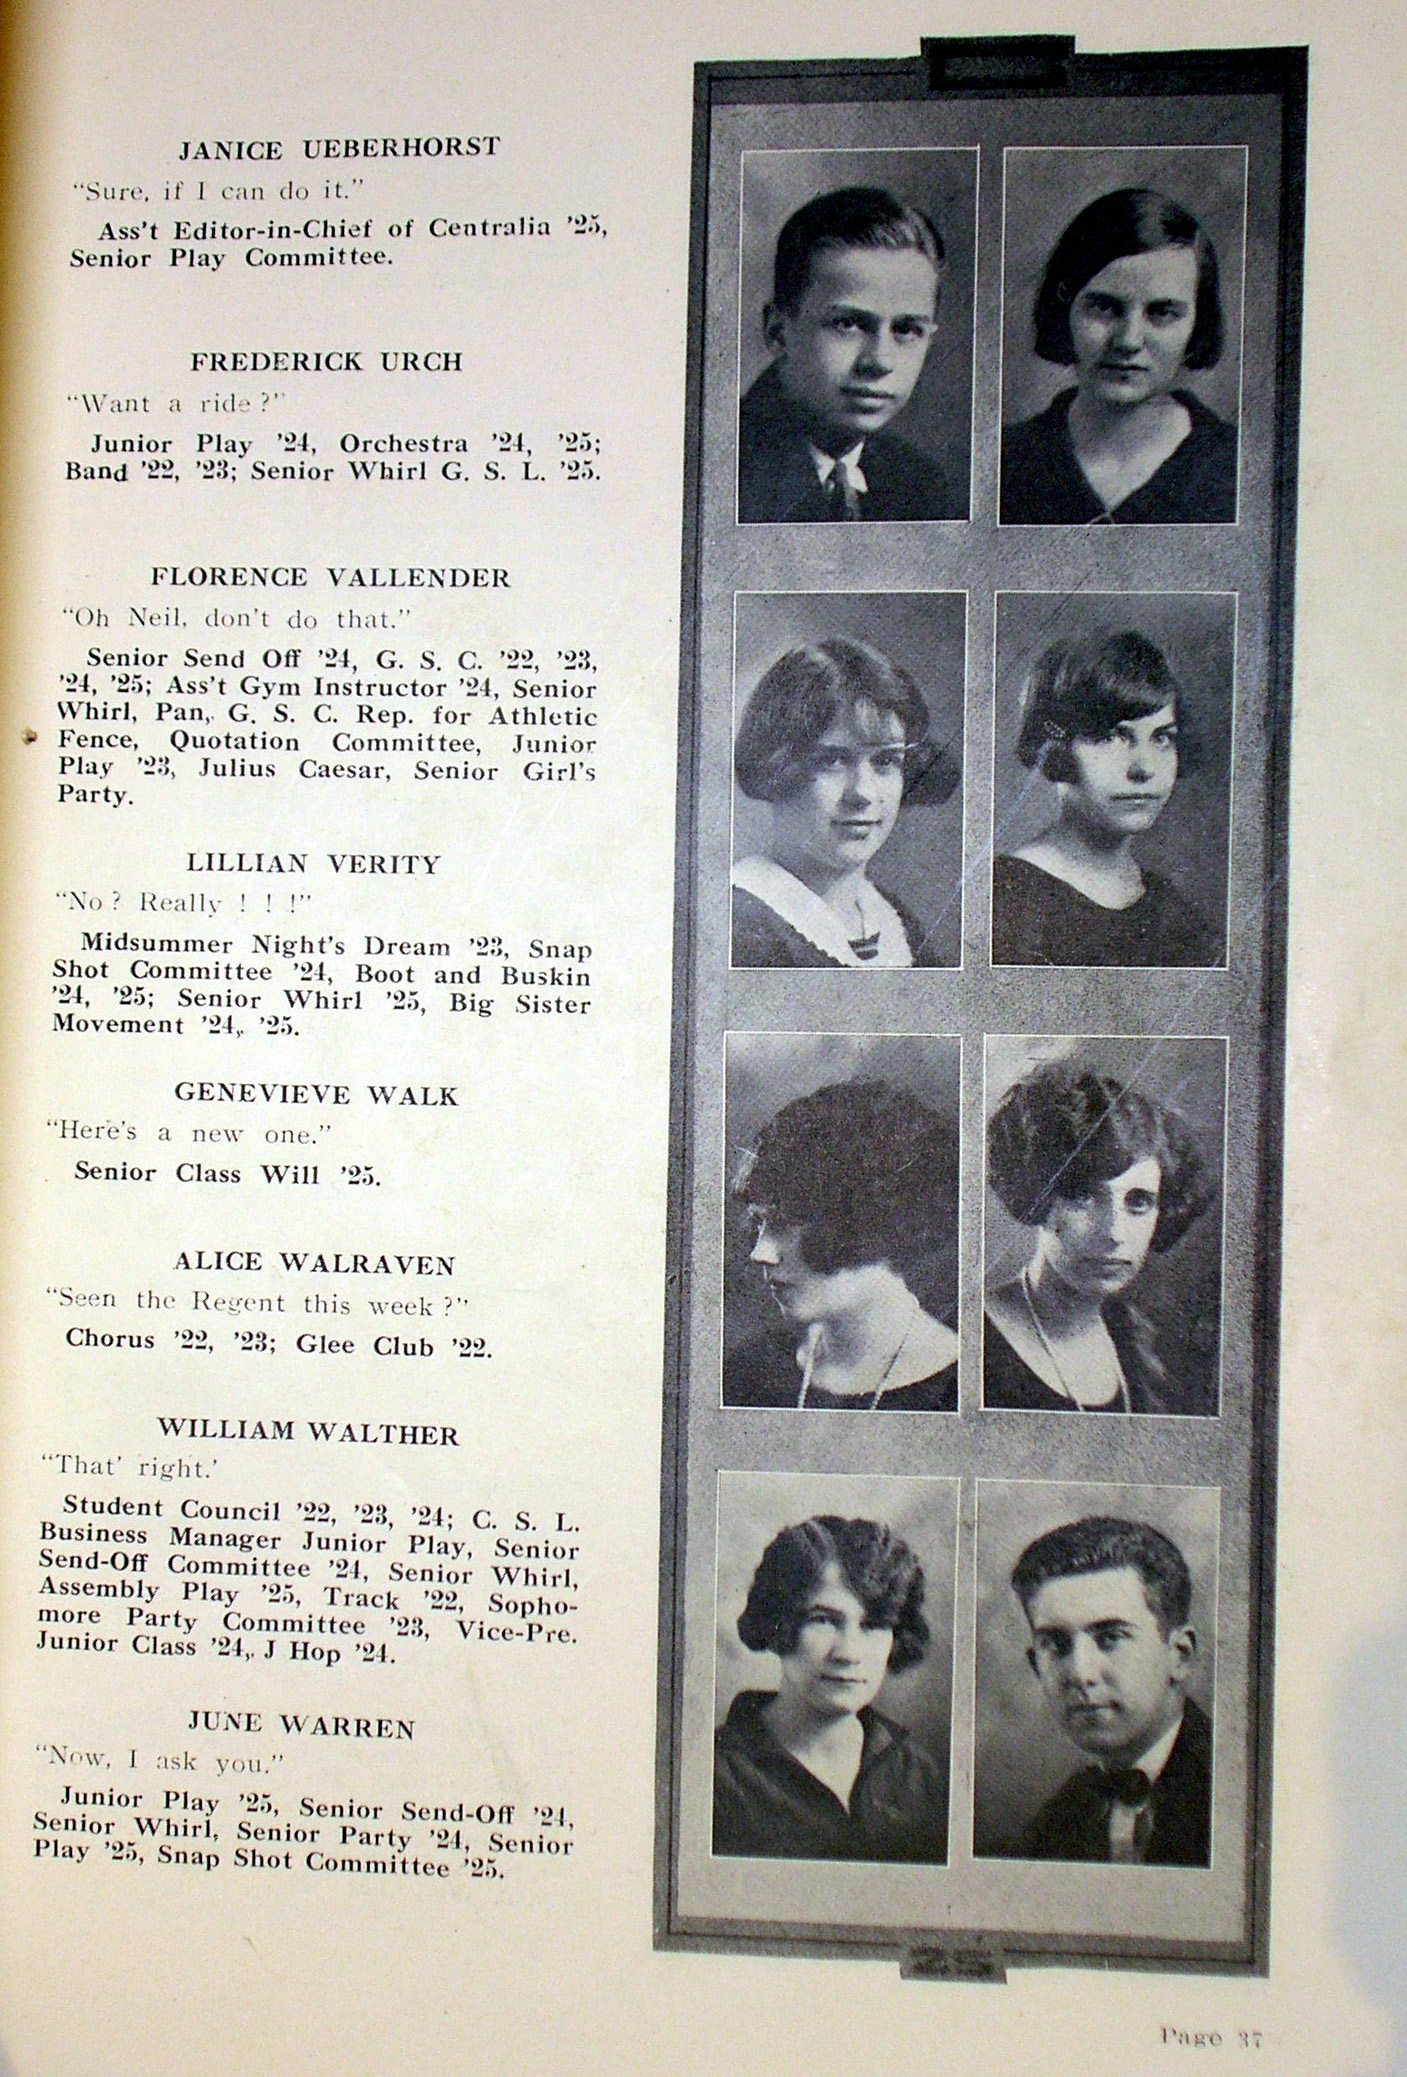 JANICE UEBERHORST
"Sure, if I can do it."
Ass't Editor-in-Chief of Centralia '25,
Senior Play Committee.
FREDERICK URCH
"Want a ride?"
Junior Play '24, Orchestra '24, '25;
Band '22, '23; Senior Whirl G. S. L. '25.
FLORENCE VALLENDER
"Oh Neil, don't do that."
Senior Send Off '24, G. S. C. '22, '23,
'24, '25; Ass't Gym Instructor '24, Senior
Whirl, Pan, G. S. C. Rep. for Athletic
Fence, Quotation Committee, Junior
Play '23, Julius Caesar, Senior Girl's
Party.
LILLIAN VERITY
"No? Really ! ! !"
Midsummer Night's Dream '23, Snap
Shot Committee '24, Boot and Buskin
'24, '25; Senior Whirl '25, Big Sister
Movement '24, '25.
GENEVIEVE WALK
"Here's a new one."
Senior Class Will '25.
ALICE WALRAVEN
"Seen the Regent this week?"
Chorus '22, '23; Glee Club '22.
WILLIAM WALTHER
"That' right.'
Student Council '22, '23, '24; C. S. L.
Business Manager Junior Play, Senior
Send-Off Committee '24, Senior Whirl,
Assembly Play '25, Track '22, Sopho-
more Party Committee '23, Vice-Pre.
Junior Class '24, J Hop '24.
JUNE WARREN
"Now, I ask you."
Junior Play '25, Senior Send-Off '24,
Senior Whirl, Senior Party '24, Senior
Play '25, Snap Shot Committee '25.
Page 37